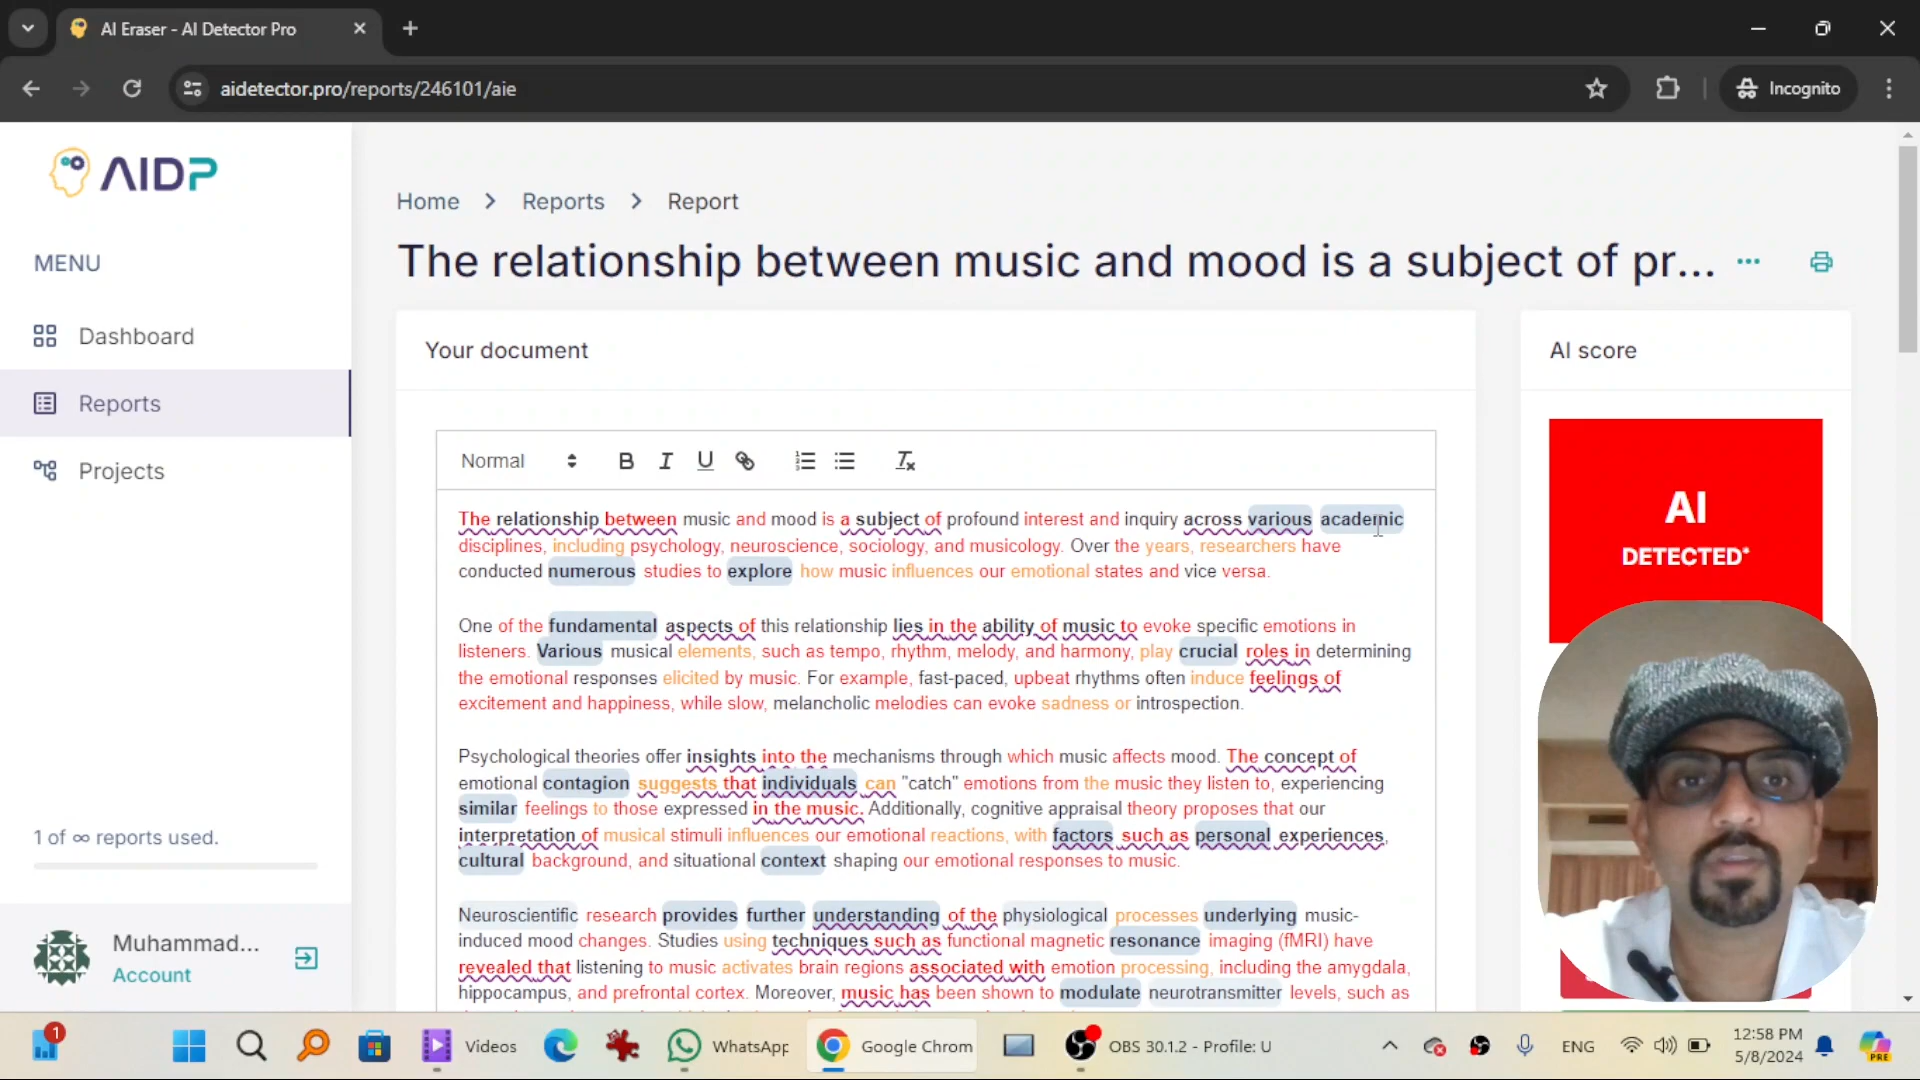 AI Eraser - AI Detector Pro
aidetector.pro/reports/246101/aie
Incognito
AIDP
MENU
Dashboard
Reports
Projects
1 of ∞ reports used.
Muhammad...
Account
Home > Reports > Report
The relationship between music and mood is a subject of pr...
Your document
AI score
Normal
AI
DETECTED*
The relationship between music and mood is a subject of profound interest and inquiry across various academic
disciplines, including psychology, neuroscience, sociology, and musicology. Over the years, researchers have
conducted numerous studies to explore how music influences our emotional states and vice versa.
One of the fundamental aspects of this relationship lies in the ability of music to evoke specific emotions in
listeners. Various musical elements, such as tempo, rhythm, melody, and harmony, play crucial roles in determining
the emotional responses elicited by music. For example, fast-paced, upbeat rhythms often induce feelings of
excitement and happiness, while slow, melancholic melodies can evoke sadness or introspection.
Psychological theories offer insights into the mechanisms through which music affects mood. The concept of
emotional contagion suggests that individuals can "catch" emotions from the music they listen to, experiencing
similar feelings to those expressed in the music. Additionally, cognitive appraisal theory proposes that our
interpretation of musical stimuli influences our emotional reactions, with factors such as personal experiences,
cultural background, and situational context shaping our emotional responses to music.
Neuroscientific research provides further understanding of the physiological processes underlying music-
induced mood changes. Studies using techniques such as functional magnetic resonance imaging (fMRI) have
revealed that listening to music activates brain regions associated with emotion processing, including the amygdala,
hippocampus, and prefrontal cortex. Moreover, music has been shown to modulate neurotransmitter levels, such as
1
Videos
WhatsApp
Google Chrom
OBS 30.1.2 - Profile: U
ENG
12:58 PM
5/8/2024
PRE